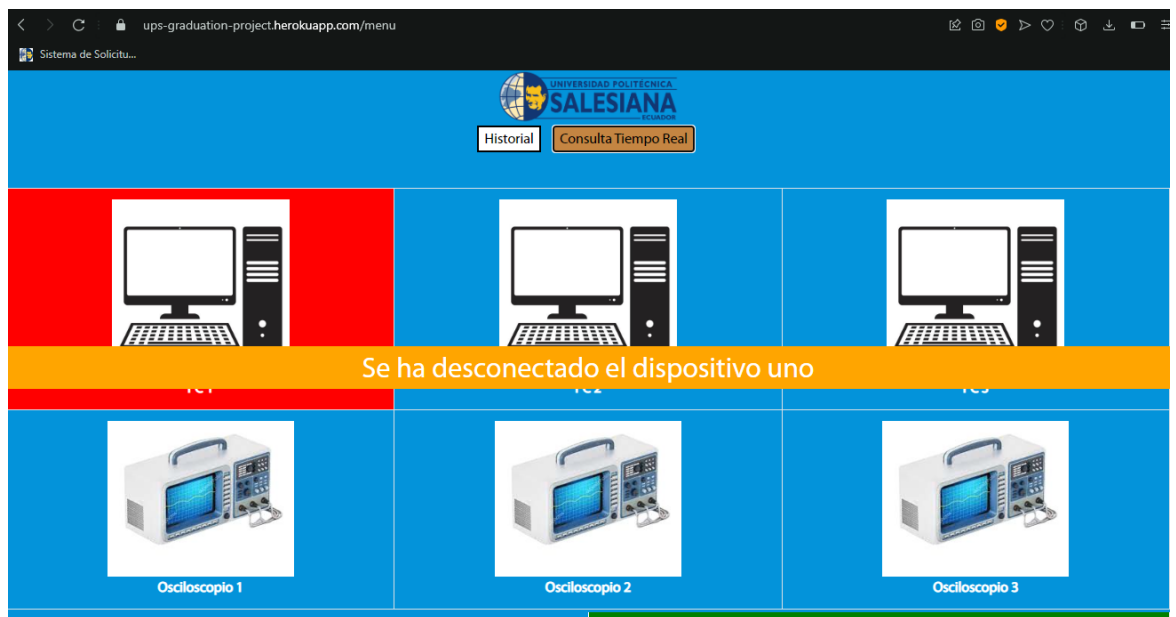 ups-graduation-project.herokuapp.com/menu
Sistema de Solicitu...
UNIVERSIDAD POLITÉCNICA
SALESIANA
ECUADOR
Historial Consulta Tiempo Real
Se ha desconectado el dispositivo uno
Osciloscopio 1 Osciloscopio 2 Osciloscopio 3